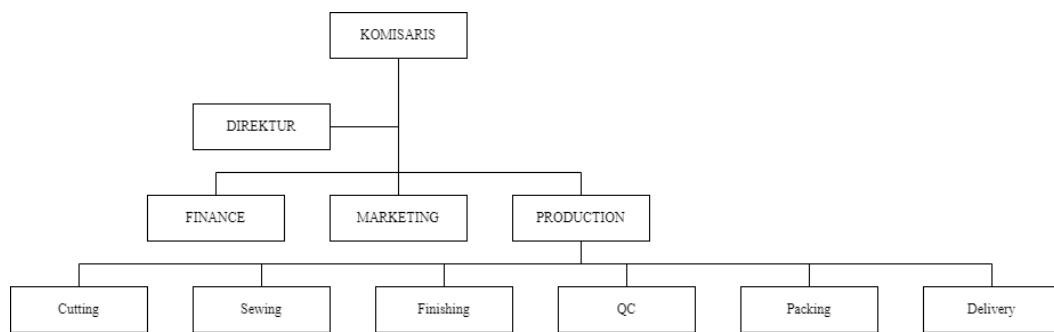 KOMISARIS
DIREKTUR
FINANCE
MARKETING
PRODUCTION
Cutting
Sewing
Finishing
QC
Packing
Delivery